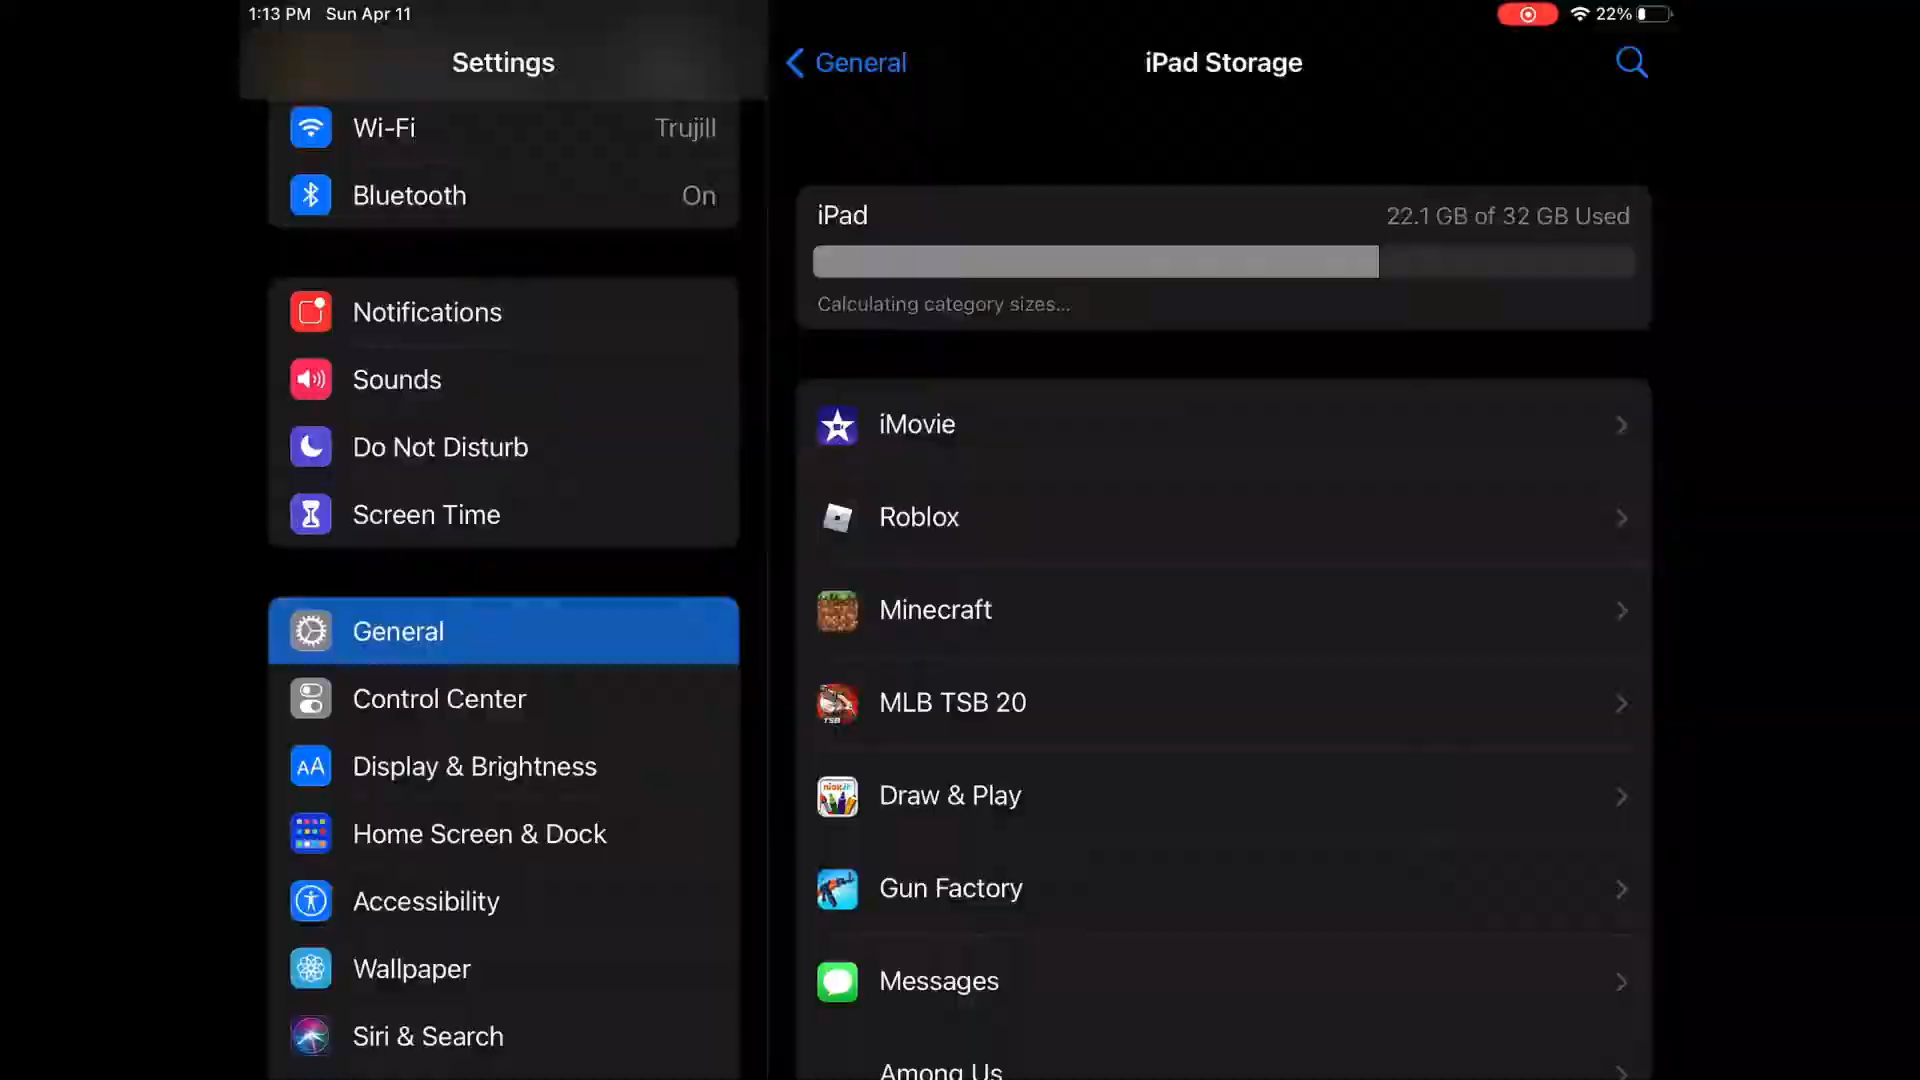 1:13 PM Sun Apr 11
22%
Settings
Wi-Fi Trujill
Bluetooth On
Notifications
Sounds
Do Not Disturb
Screen Time
General
Control Center
AA Display & Brightness
Home Screen & Dock
Accessibility
Wallpaper
Siri & Search
General
iPad Storage
iPad 22.1 GB of 32 GB Used
Calculating category sizes...
iMovie
Roblox
Minecraft
TSB MLB TSB 20
Draw & Play
Gun Factory
Messages
Among Us